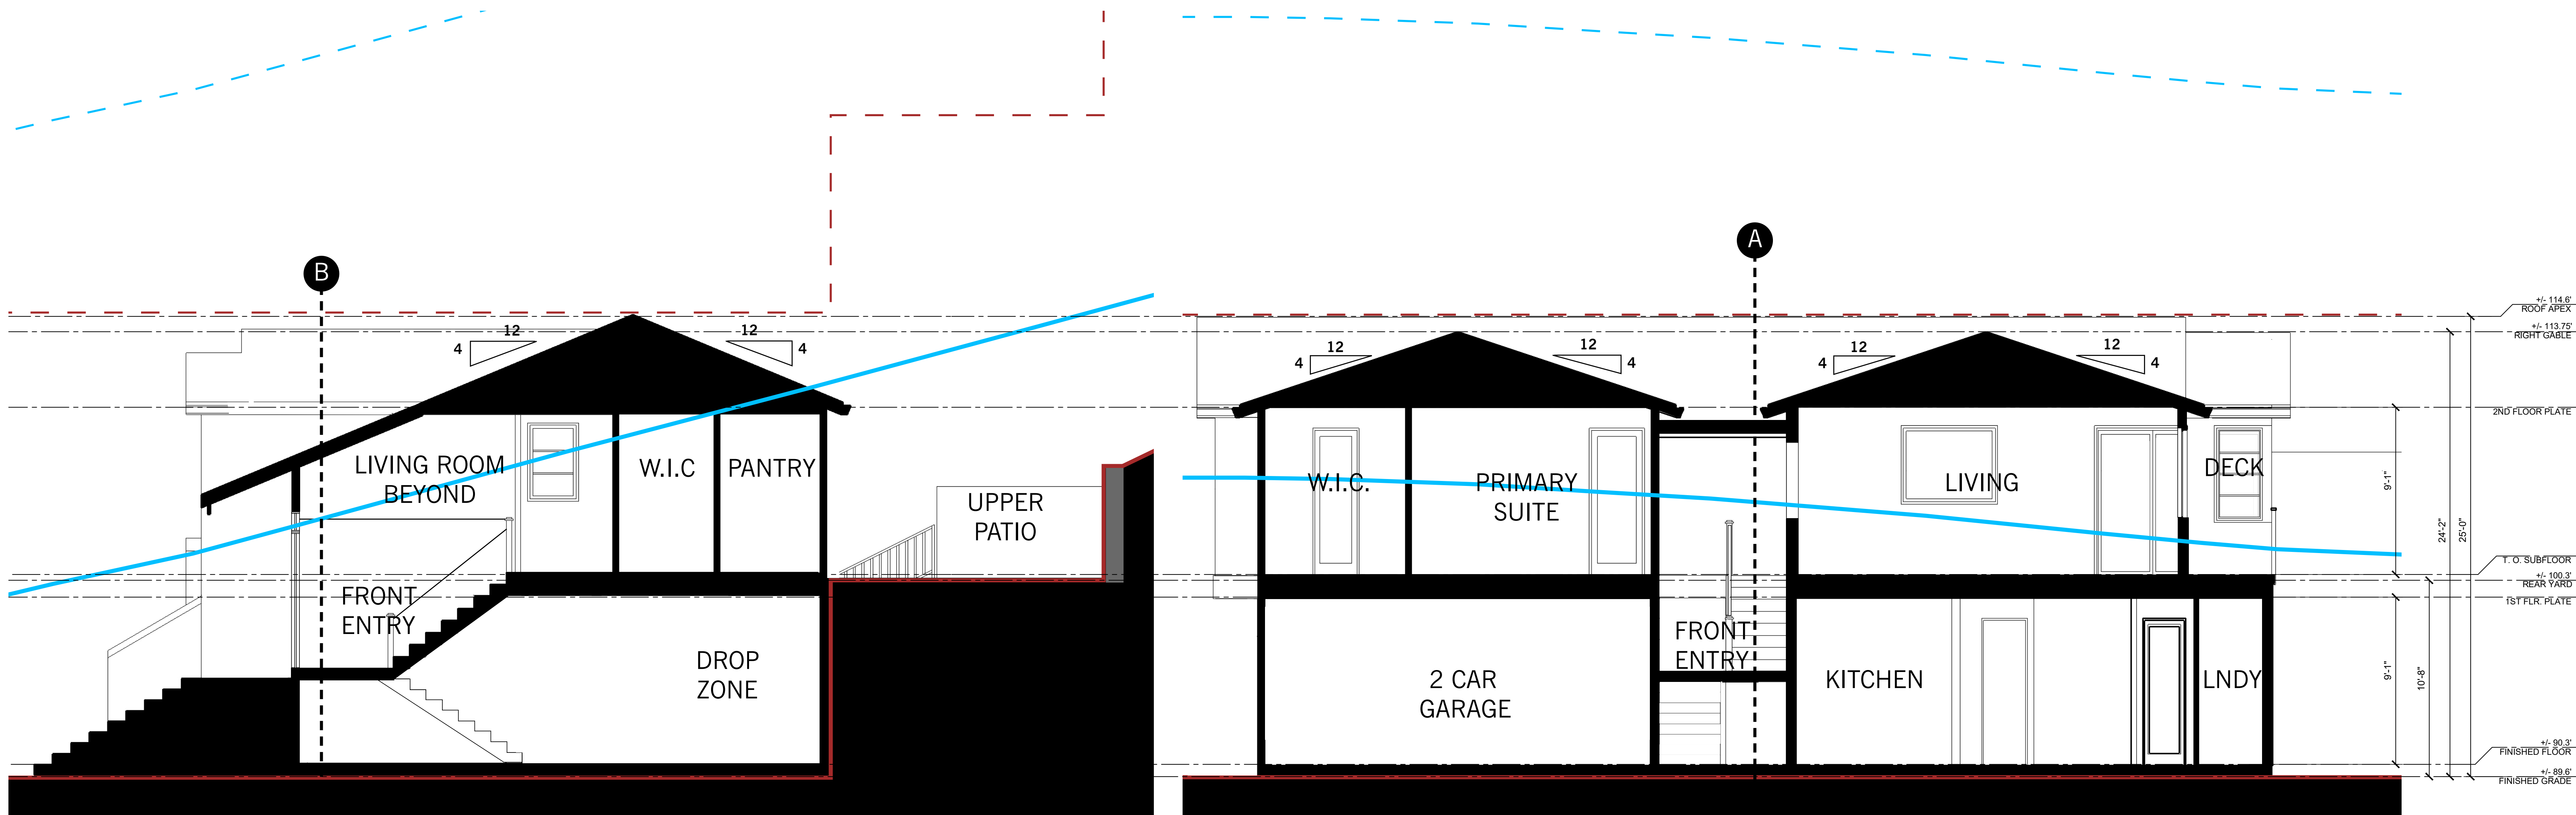 B
12
12
4
4
LIVING ROOM
BEYOND
W.I.C
PANTRY
UPPER
PATIO
FRONT
ENTRY
DROP
ZONE
A
12
12
12
12
4
4
4
4
W.I.C.
PRIMARY
SUITE
LIVING
DECK
FRONT
ENTRY
2 CAR
GARAGE
KITCHEN
LNDY
9'-1"
9'-1"
10'-8"
24'-2"
25'-0"
+/- 114.6'
ROOF APEX
+/- 113.75'
RIGHT GABLE
2ND FLOOR PLATE
T. O. SUBFLOOR
+/- 100.3'
REAR YARD
1ST FLR. PLATE
+/- 90.3'
FINISHED FLOOR
+/- 89.6'
FINISHED GRADE